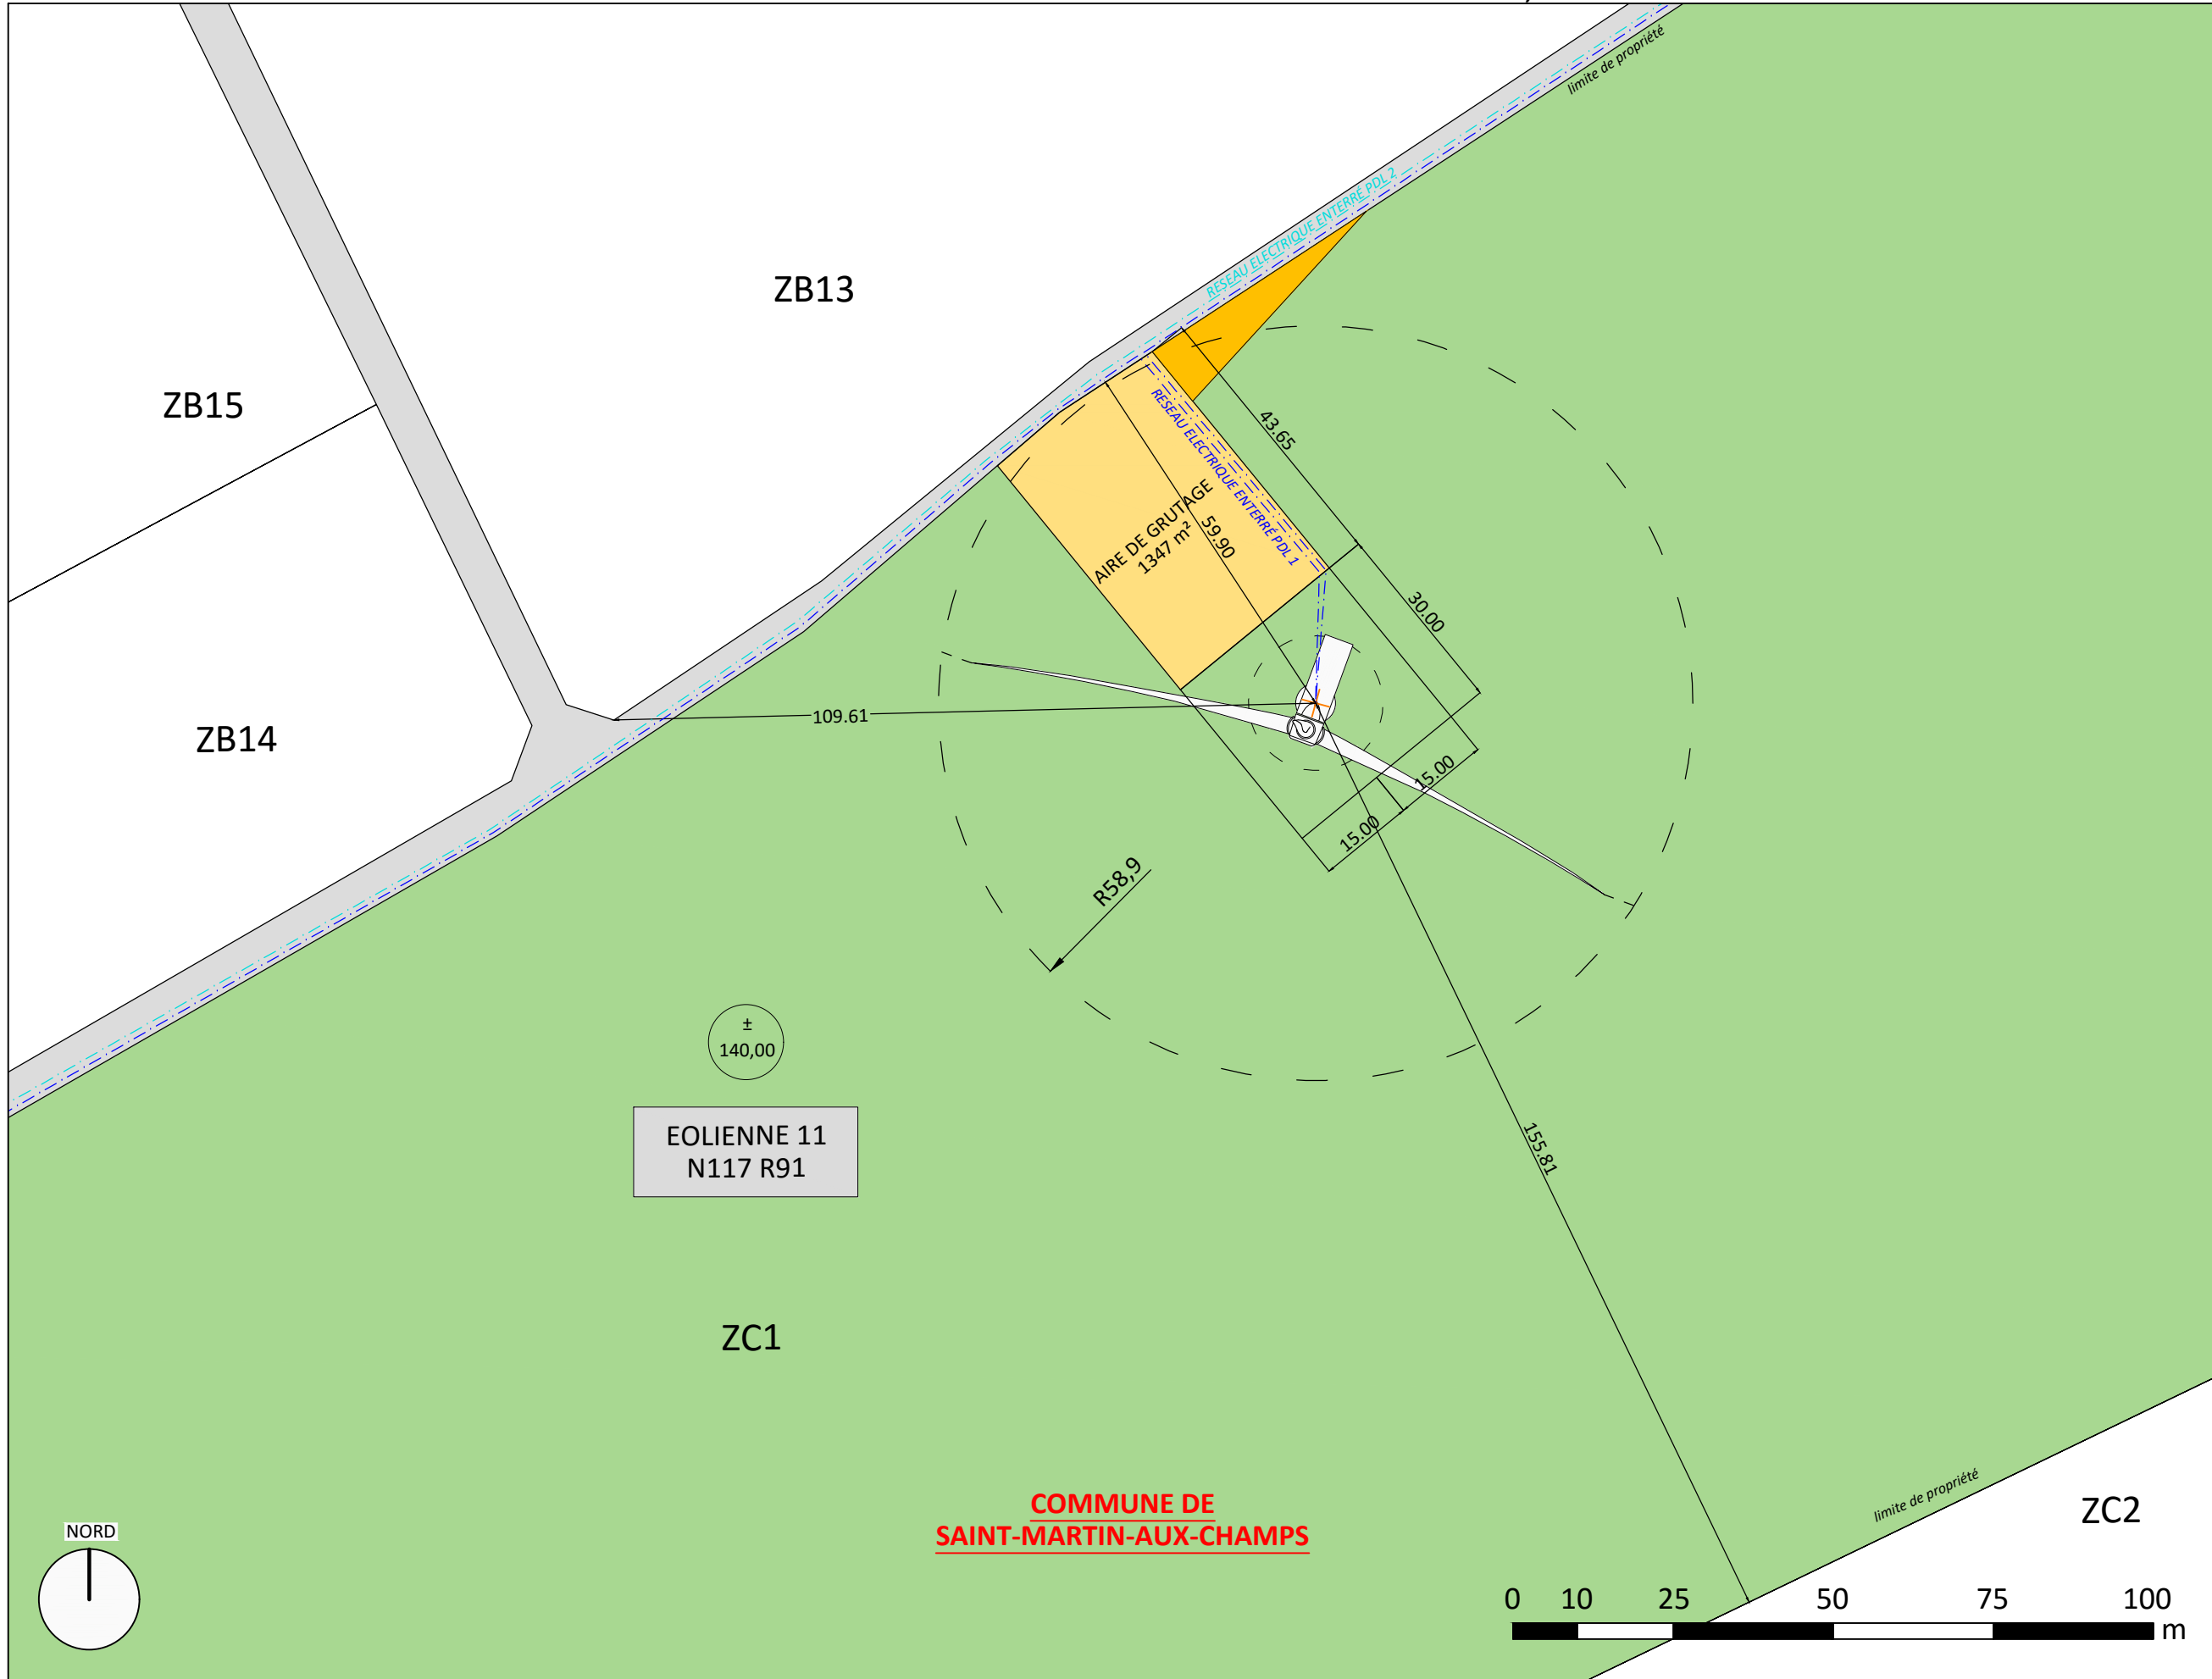 limite de propriété
RESEAU ELECTRIQUE ENTERRÉ PDL 2
ZB13
ZB15
43.65
RESEAU ELECTRIQUE ENTERRÉ PDL 1
AIRE DE GRUTAGE
1347 m²
59.90
30.00
109.61
ZB14
15.00
15.00
R58,9
±
140,00
EOLIENNE 11
N117 R91
155.81
ZC1
COMMUNE DE
SAINT-MARTIN-AUX-CHAMPS
limite de propriété
ZC2
NORD
0 10 25 50 75 100
m